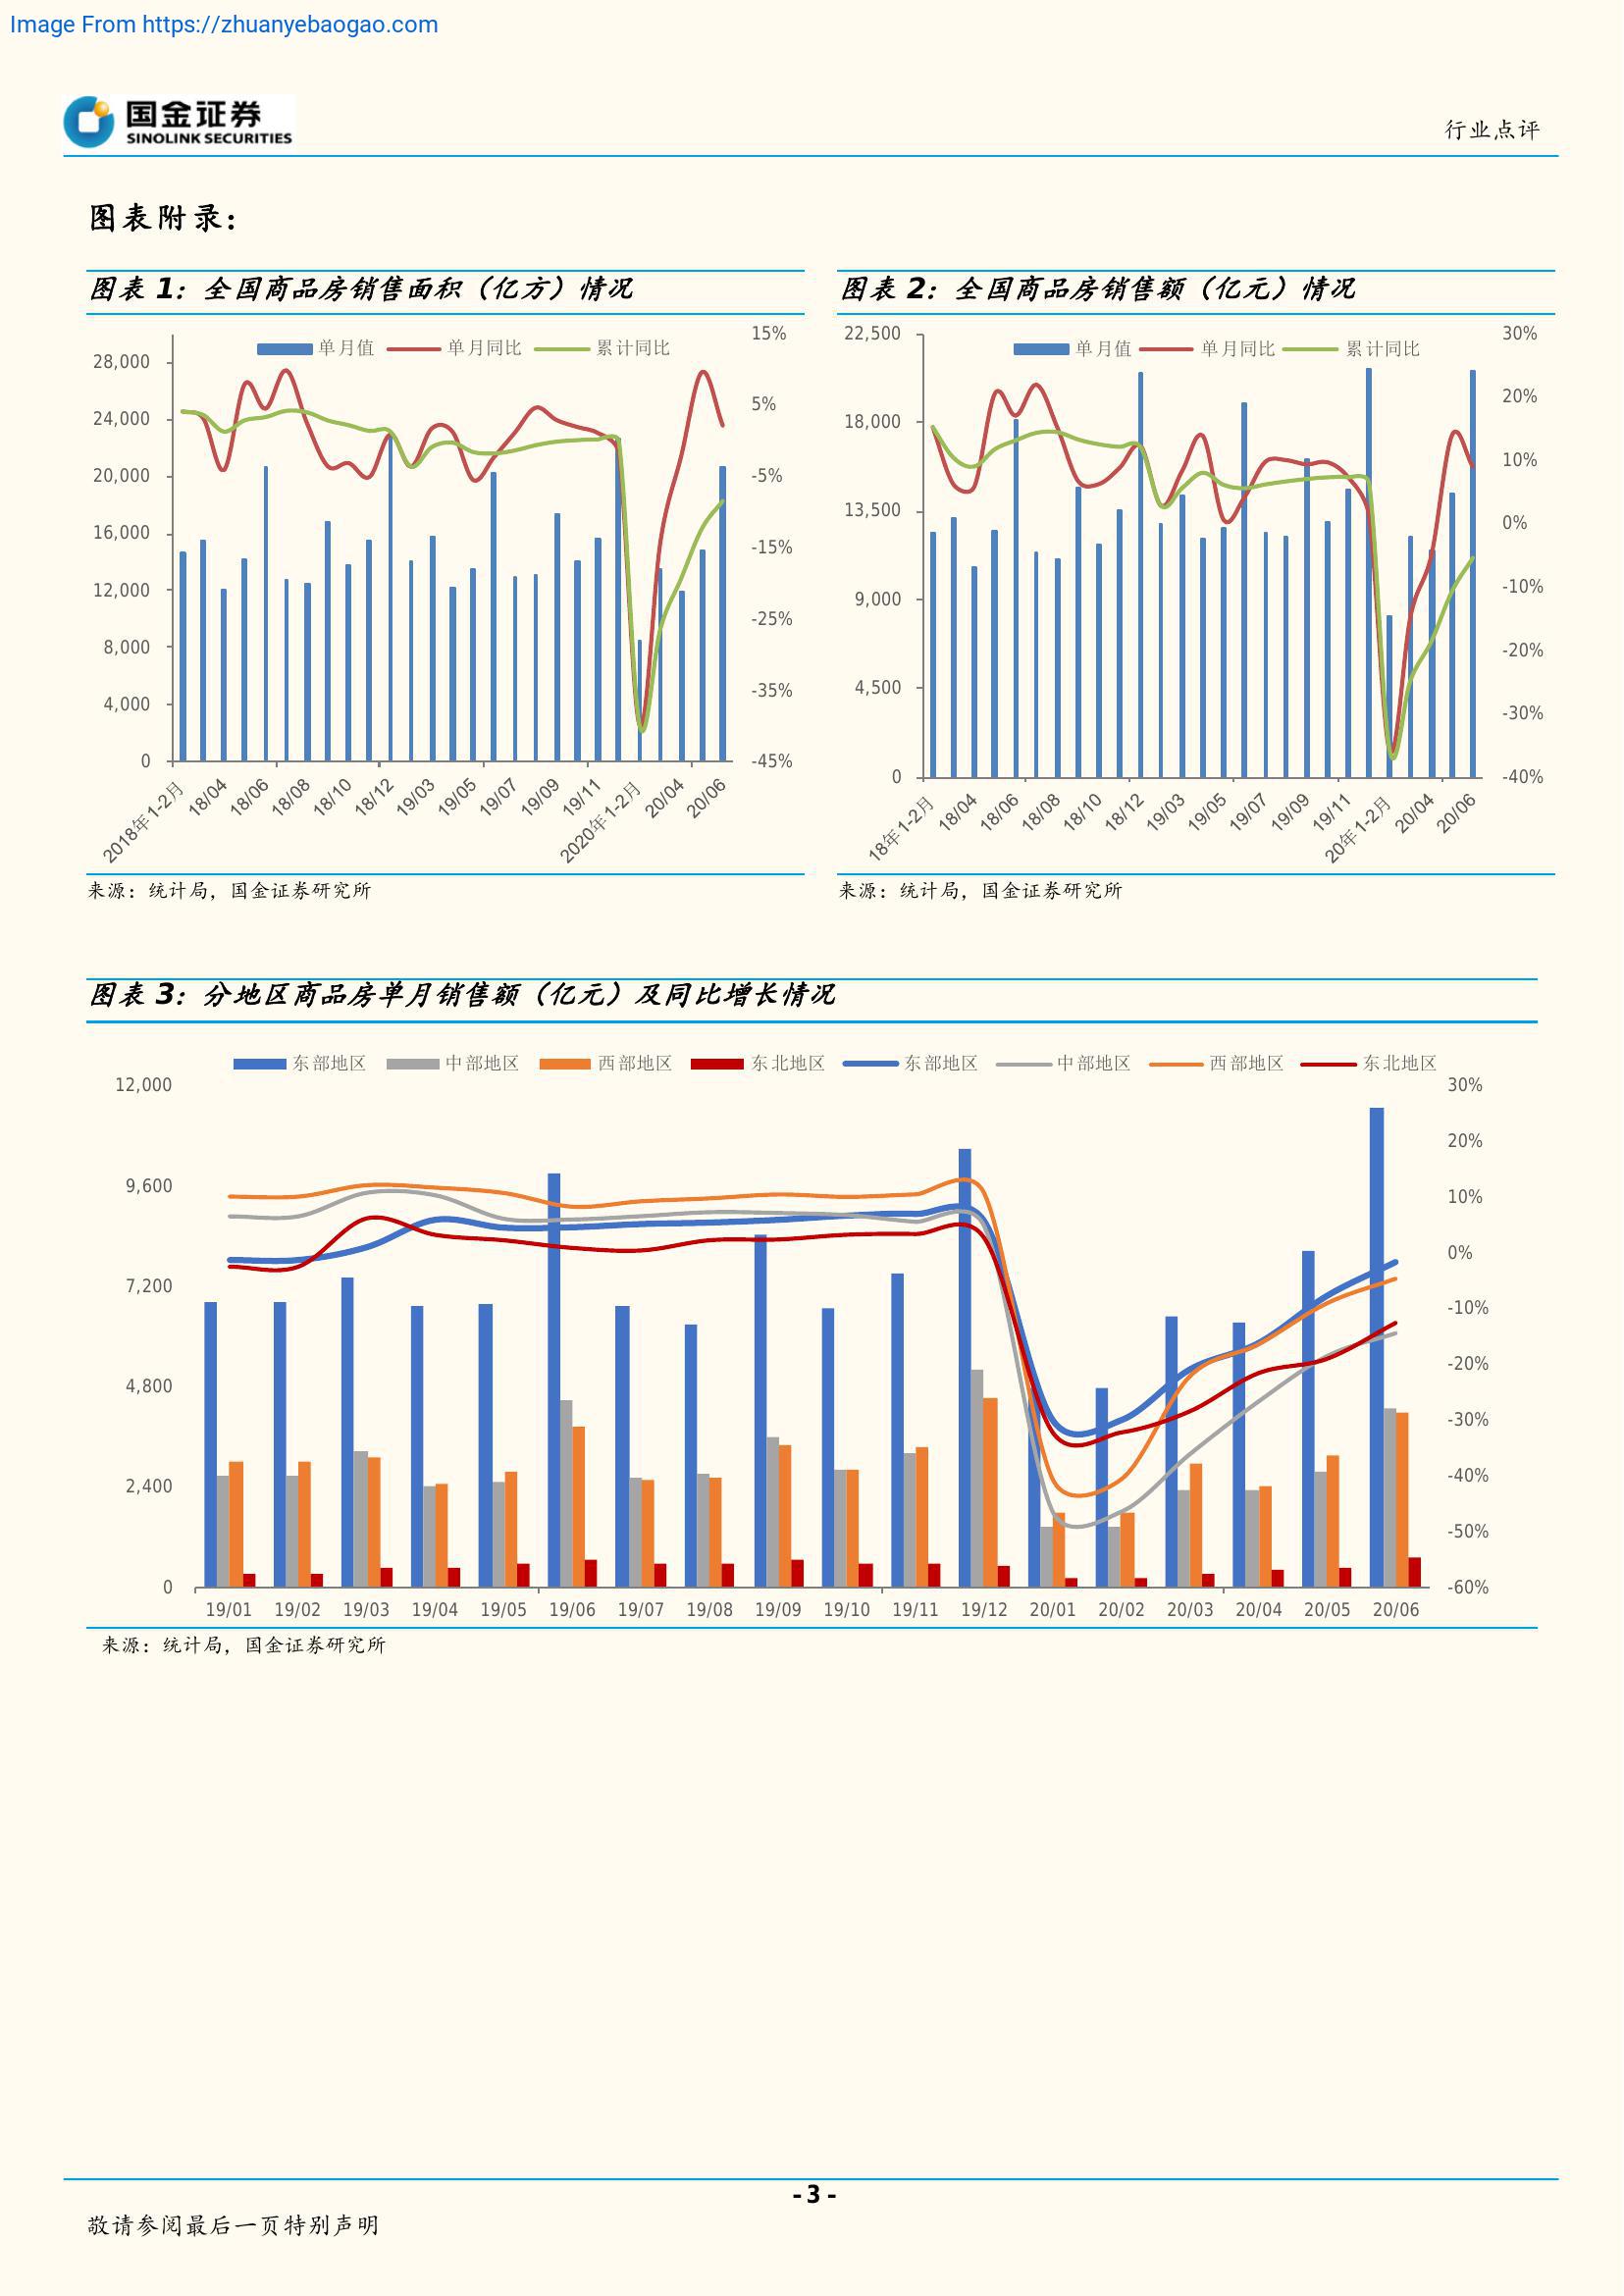 Image From https://zhuanyebaogao.com
国金证券
SINOLINK SECURITIES
行业点评
图表附录:
图表 1: 全国商品房销售面积（亿方）情况
单月值 单月同比 累计同比
28,000
24,000
20,000
16,000
12,000
8,000
4,000
0
15%
5%
-5%
-15%
-25%
-35%
-45%
2018年1-2月 18/04 18/06 18/08 18/10 18/12 19/03 19/05 19/07 19/09 19/11 2020年1-2月 20/04 20/06
来源: 统计局, 国金证券研究所
图表 2: 全国商品房销售额（亿元）情况
单月值 单月同比 累计同比
22,500
18,000
13,500
9,000
4,500
0
30%
20%
10%
0%
-10%
-20%
-30%
-40%
18年1-2月 18/04 18/06 18/08 18/10 18/12 19/03 19/05 19/07 19/09 19/11 20年1-2月 20/04 20/06
来源: 统计局, 国金证券研究所
图表 3: 分地区商品房单月销售额（亿元）及同比增长情况
东部地区 中部地区 西部地区 东北地区 东部地区 中部地区 西部地区 东北地区
12,000
9,600
7,200
4,800
2,400
0
30%
20%
10%
0%
-10%
-20%
-30%
-40%
-50%
-60%
19/01 19/02 19/03 19/04 19/05 19/06 19/07 19/08 19/09 19/10 19/11 19/12 20/01 20/02 20/03 20/04 20/05 20/06
来源: 统计局, 国金证券研究所
- 3 -
敬请参阅最后一页特别声明